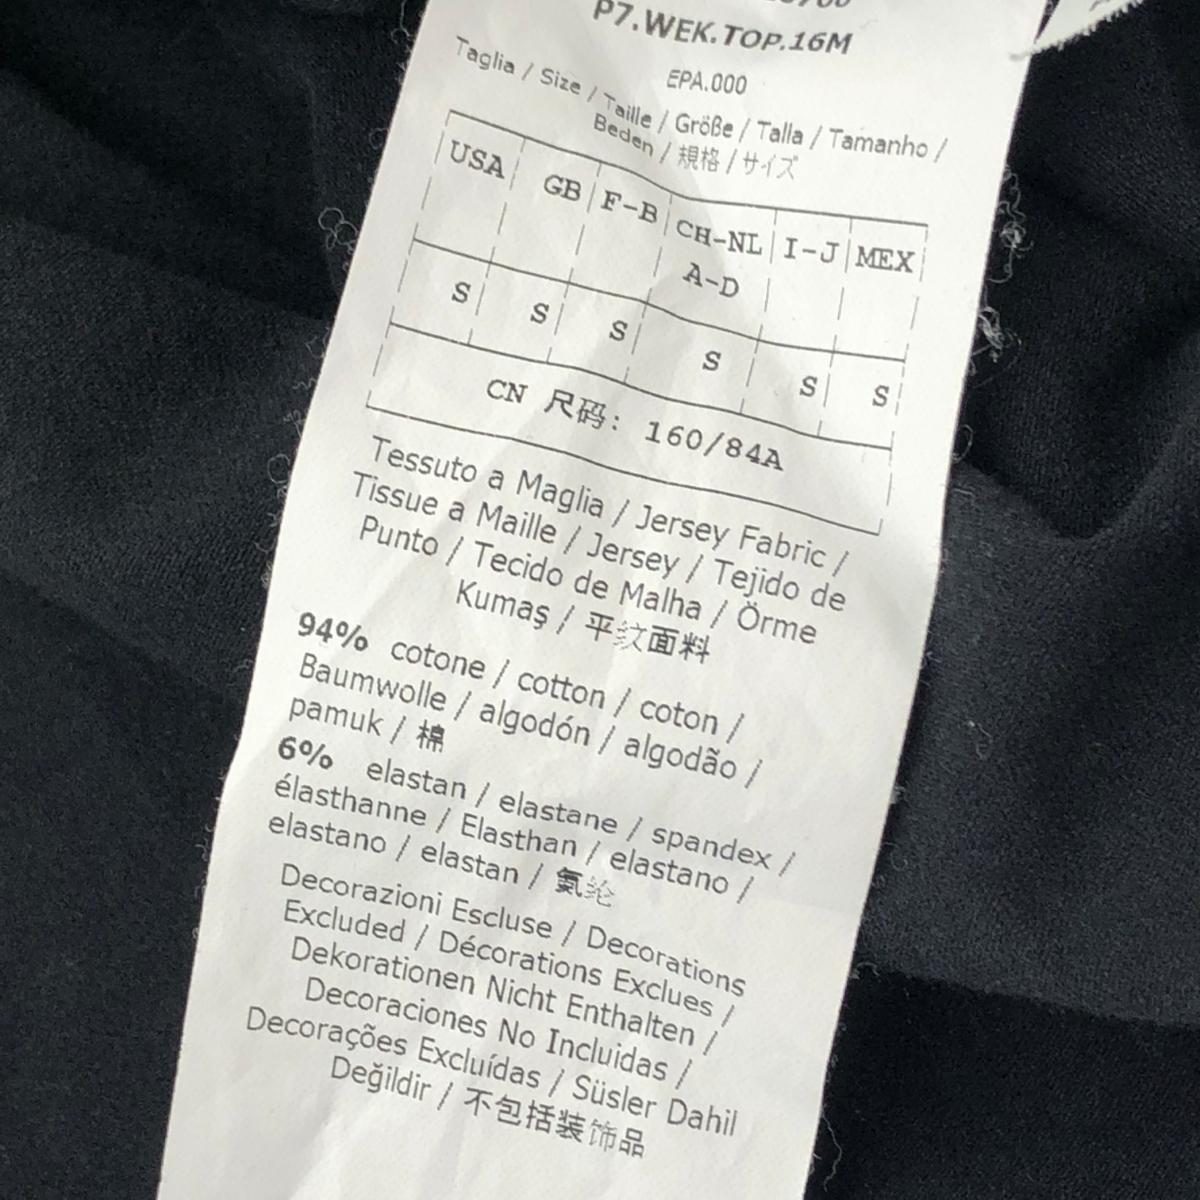 P7.WEK.TOP.16M
EPA.000
Taglia / Size / Taille / Größe / Talla / Tamanho /
Beden / 規格 / サイズ
USA GB F-B CH-NL I-J MEX
A-D
S S S S S S
CN 尺码: 160/84A
Tessuto a Maglia / Jersey Fabric /
Tissue a Maille / Jersey / Tejido de
Punto / Tecido de Malha / Örme
Kumaş / 平纹面料
94% cotone / cotton / coton /
Baumwolle / algodón / algodão /
pamuk / 棉
6% elastan / elastane / spandex /
élasthanne / Elasthan / elastano /
elastano / elastan / 氨纶
Decorazioni Escluse / Decorations
Excluded / Décorations Exclues /
Dekorationen Nicht Enthalten /
Decoraciones No Incluidas /
Decorações Excluídas / Süsler Dahil
Değildir / 不包括装饰品